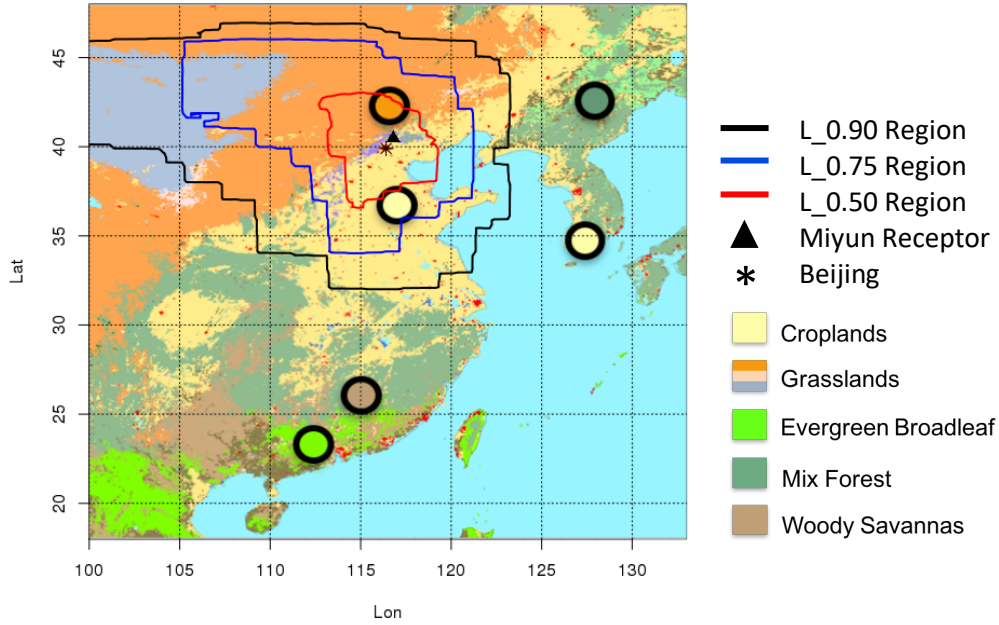 45
40
35
30
25
20
Lat
100
105
110
115
120
125
130
Lon
L_0.90 Region
L_0.75 Region
L_0.50 Region
Miyun Receptor
Beijing
Croplands
Grasslands
Evergreen Broadleaf
Mix Forest
Woody Savannas